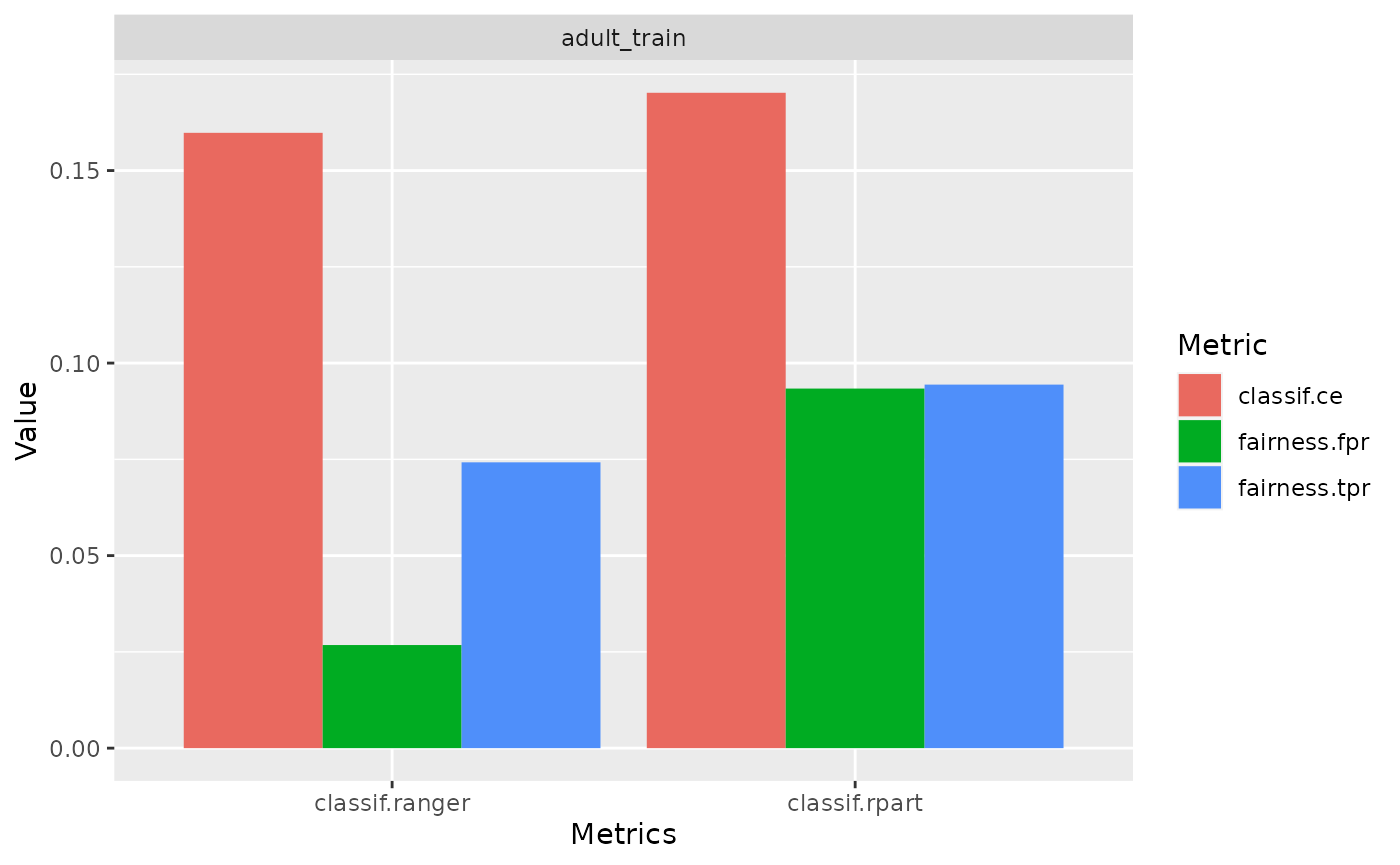 adult_train
0.15
0.10
0.05
0.00
Value
classif.ranger
classif.rpart
Metrics
Metric
classif.ce
fairness.fpr
fairness.tpr